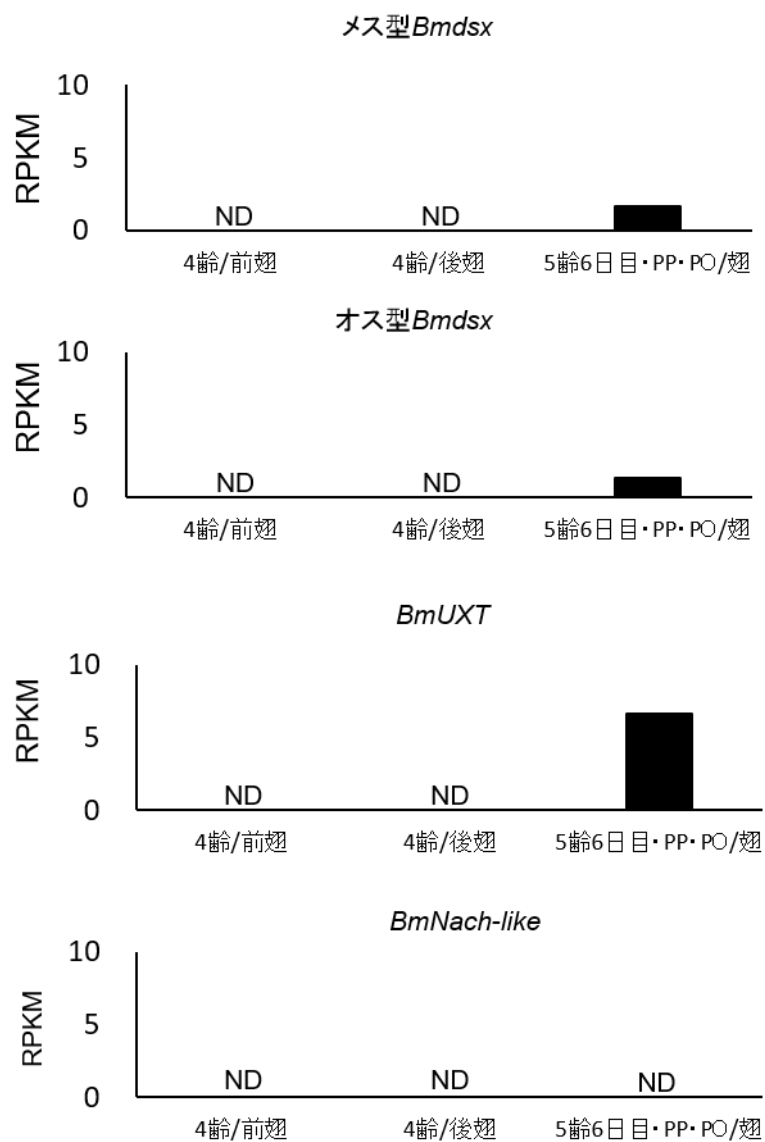 メス型Bmdsx
10
RPKM
5
0
ND ND
4齢/前翅 4齢/後翅 5齢6日目・PP・PO/翅
オス型Bmdsx
10
RPKM
5
0
ND ND
4齢/前翅 4齢/後翅 5齢6日目・PP・PO/翅
BmUXT
10
RPKM
5
0
ND ND
4齢/前翅 4齢/後翅 5齢6日目・PP・PO/翅
BmNach-like
10
RPKM
5
0
ND ND ND
4齢/前翅 4齢/後翅 5齢6日目・PP・PO/翅